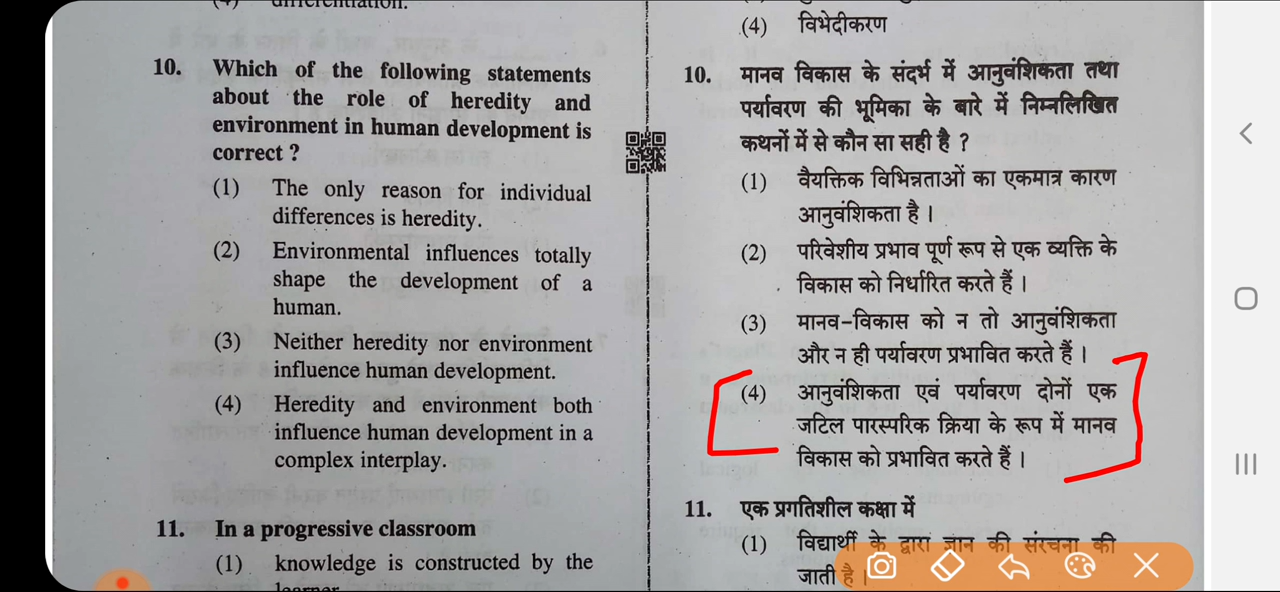 (4) differentiation.
10. Which of the following statements
about the role of heredity and
environment in human development is
correct ?
(1) The only reason for individual
differences is heredity.
(2) Environmental influences totally
shape the development of a
human.
(3) Neither heredity nor environment
influence human development.
(4) Heredity and environment both
influence human development in a
complex interplay.
11. In a progressive classroom
(1) knowledge is constructed by the
learner.
(4) विभेदीकरण
10. मानव विकास के संदर्भ में आनुवंशिकता तथा
पर्यावरण की भूमिका के बारे में निम्नलिखित
कथनों में से कौन सा सही है ?
(1) वैयक्तिक विभिन्नताओं का एकमात्र कारण
आनुवंशिकता है ।
(2) परिवेशीय प्रभाव पूर्ण रूप से एक व्यक्ति के
विकास को निर्धारित करते हैं ।
(3) मानव-विकास को न तो आनुवंशिकता
और न ही पर्यावरण प्रभावित करते हैं ।
(4) आनुवंशिकता एवं पर्यावरण दोनों एक
जटिल पारस्परिक क्रिया के रूप में मानव
विकास को प्रभावित करते हैं ।
11. एक प्रगतिशील कक्षा में
(1) विद्यार्थी के द्वारा ज्ञान की संरचना की
जाती है ।